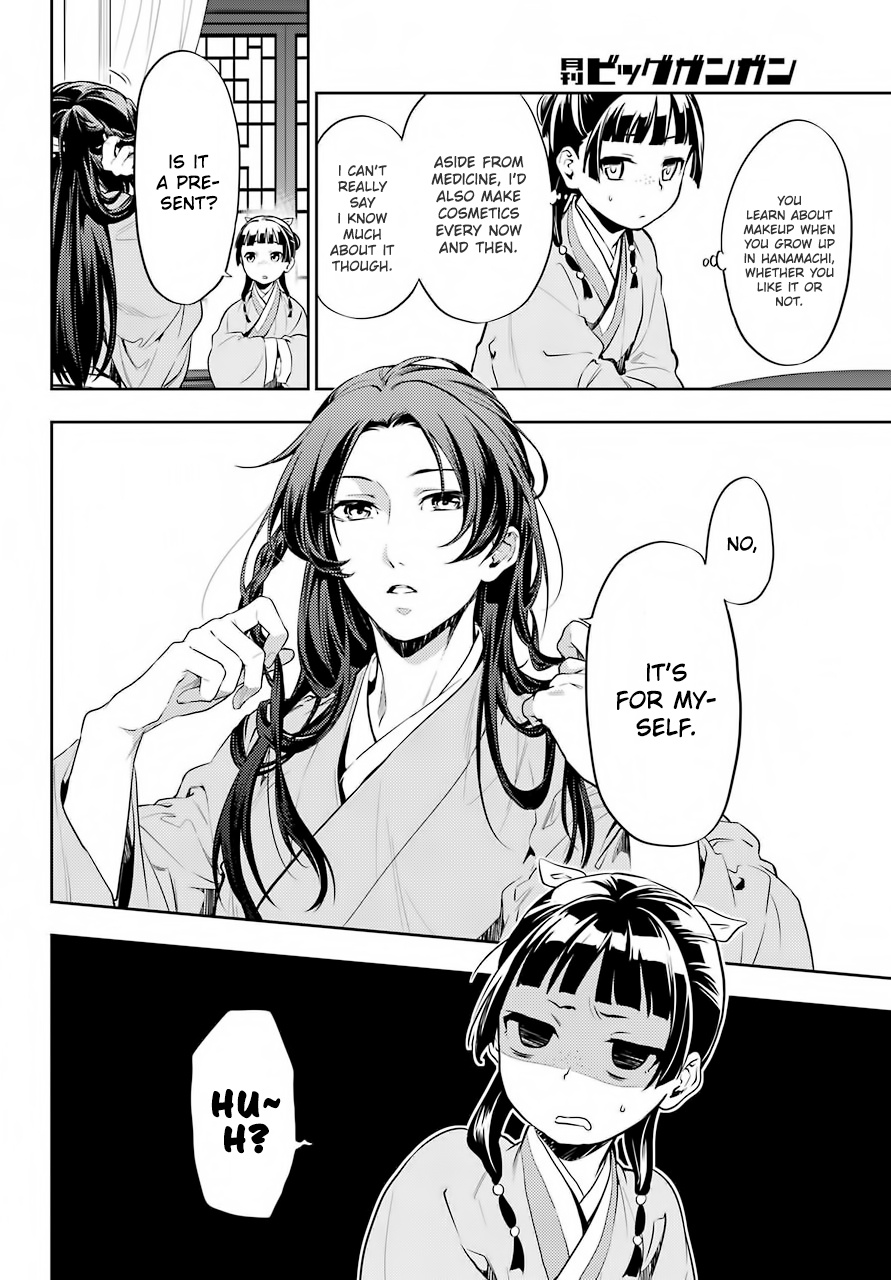 月刊ビッグガンガン
YOU
LEARN ABOUT
MAKEUP WHEN
YOU GROW UP
IN HANAMACHI,
WHETHER YOU
LIKE IT OR
NOT.
ASIDE FROM
MEDICINE, I'D
ALSO MAKE
COSMETICS
EVERY NOW
AND THEN.
I CAN'T
REALLY
SAY
I KNOW
MUCH
ABOUT IT
THOUGH.
IS IT
A PRE-
SENT?
NO,
IT'S
FOR MY-
SELF.
HU~
H?